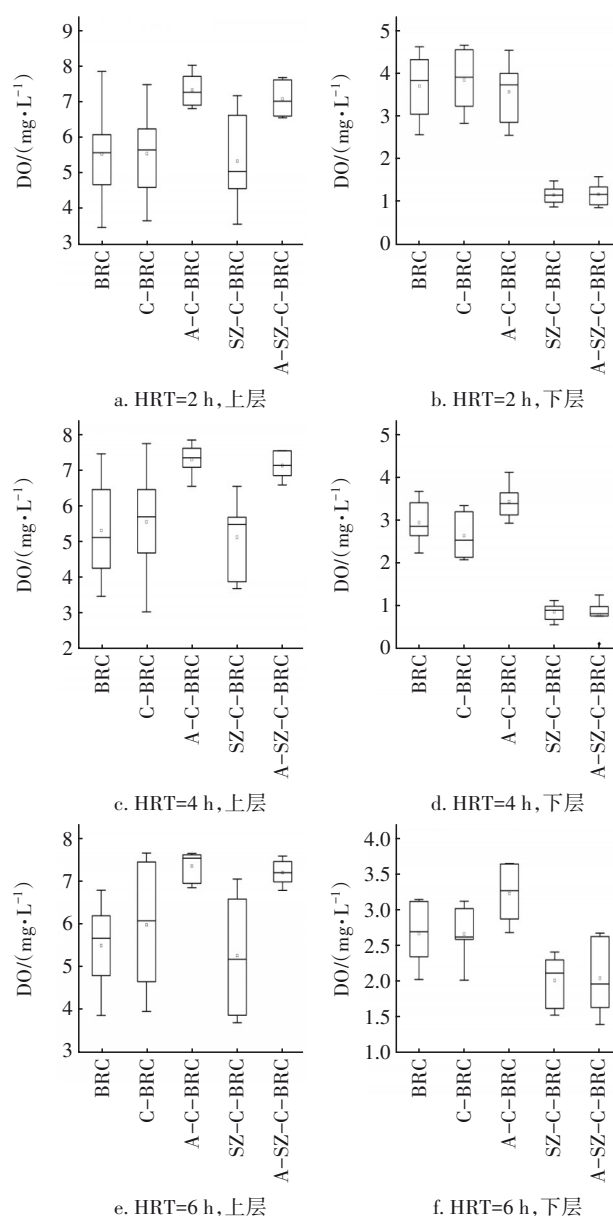 9
8
7
6
5
4
3
DO/(mg•L⁻¹)
BRC
C-BRC
A-C-BRC
SZ-C-BRC
A-SZ-C-BRC
a. HRT=2 h,上层
5
4
3
2
1
0
DO/(mg•L⁻¹)
BRC
C-BRC
A-C-BRC
SZ-C-BRC
A-SZ-C-BRC
b. HRT=2 h,下层
8
7
6
5
4
3
2
DO/(mg•L⁻¹)
BRC
C-BRC
A-C-BRC
SZ-C-BRC
A-SZ-C-BRC
c. HRT=4 h,上层
5
4
3
2
1
0
DO/(mg•L⁻¹)
BRC
C-BRC
A-C-BRC
SZ-C-BRC
A-SZ-C-BRC
d. HRT=4 h,下层
8
7
6
5
4
3
DO/(mg•L⁻¹)
BRC
C-BRC
A-C-BRC
SZ-C-BRC
A-SZ-C-BRC
e. HRT=6 h,上层
4.0
3.5
3.0
2.5
2.0
1.5
1.0
DO/(mg•L⁻¹)
BRC
C-BRC
A-C-BRC
SZ-C-BRC
A-SZ-C-BRC
f. HRT=6 h,下层